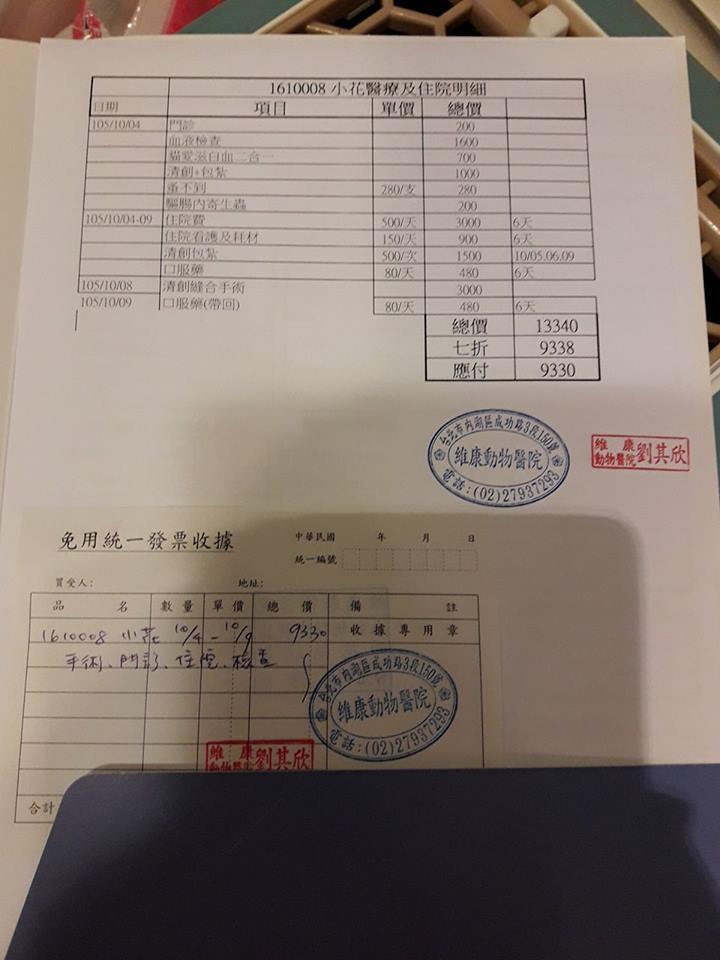 1610008 小花醫療及住院明細
日期 項目 單價 總價
105/10/04 門診 200
血液檢查 1600
貓愛滋白血二合一 700
清創+包紮 1000
蚤不到 280/支 280
驅腸內寄生蟲 200
105/10/04-09 住院費 500/天 3000 6天
住院看護及耗材 150/天 900 6天
清創包紮 500/次 1500 10/05.06.09
口服藥 80/天 480 6天
105/10/08 清創縫合手術 3000
105/10/09 口服藥(帶回) 80/天 480 6天
總價 13340
七折 9338
應付 9330
台北市內湖區成功路3段150號
維康動物醫院
電話:(02)27937293
維康
動物醫院 劉其欣
免用統一發票收據
中華民國 年 月 日
統一編號
買受人: 地址:
品名 數量 單價 總價 備註
1610008 小花 10/4-10/9 9330 收據專用章
手術、門診、住院、檢查
台北市內湖區成功路3段150號
維康動物醫院
電話:(02)27937293
維康
動物醫院 劉其欣
合計